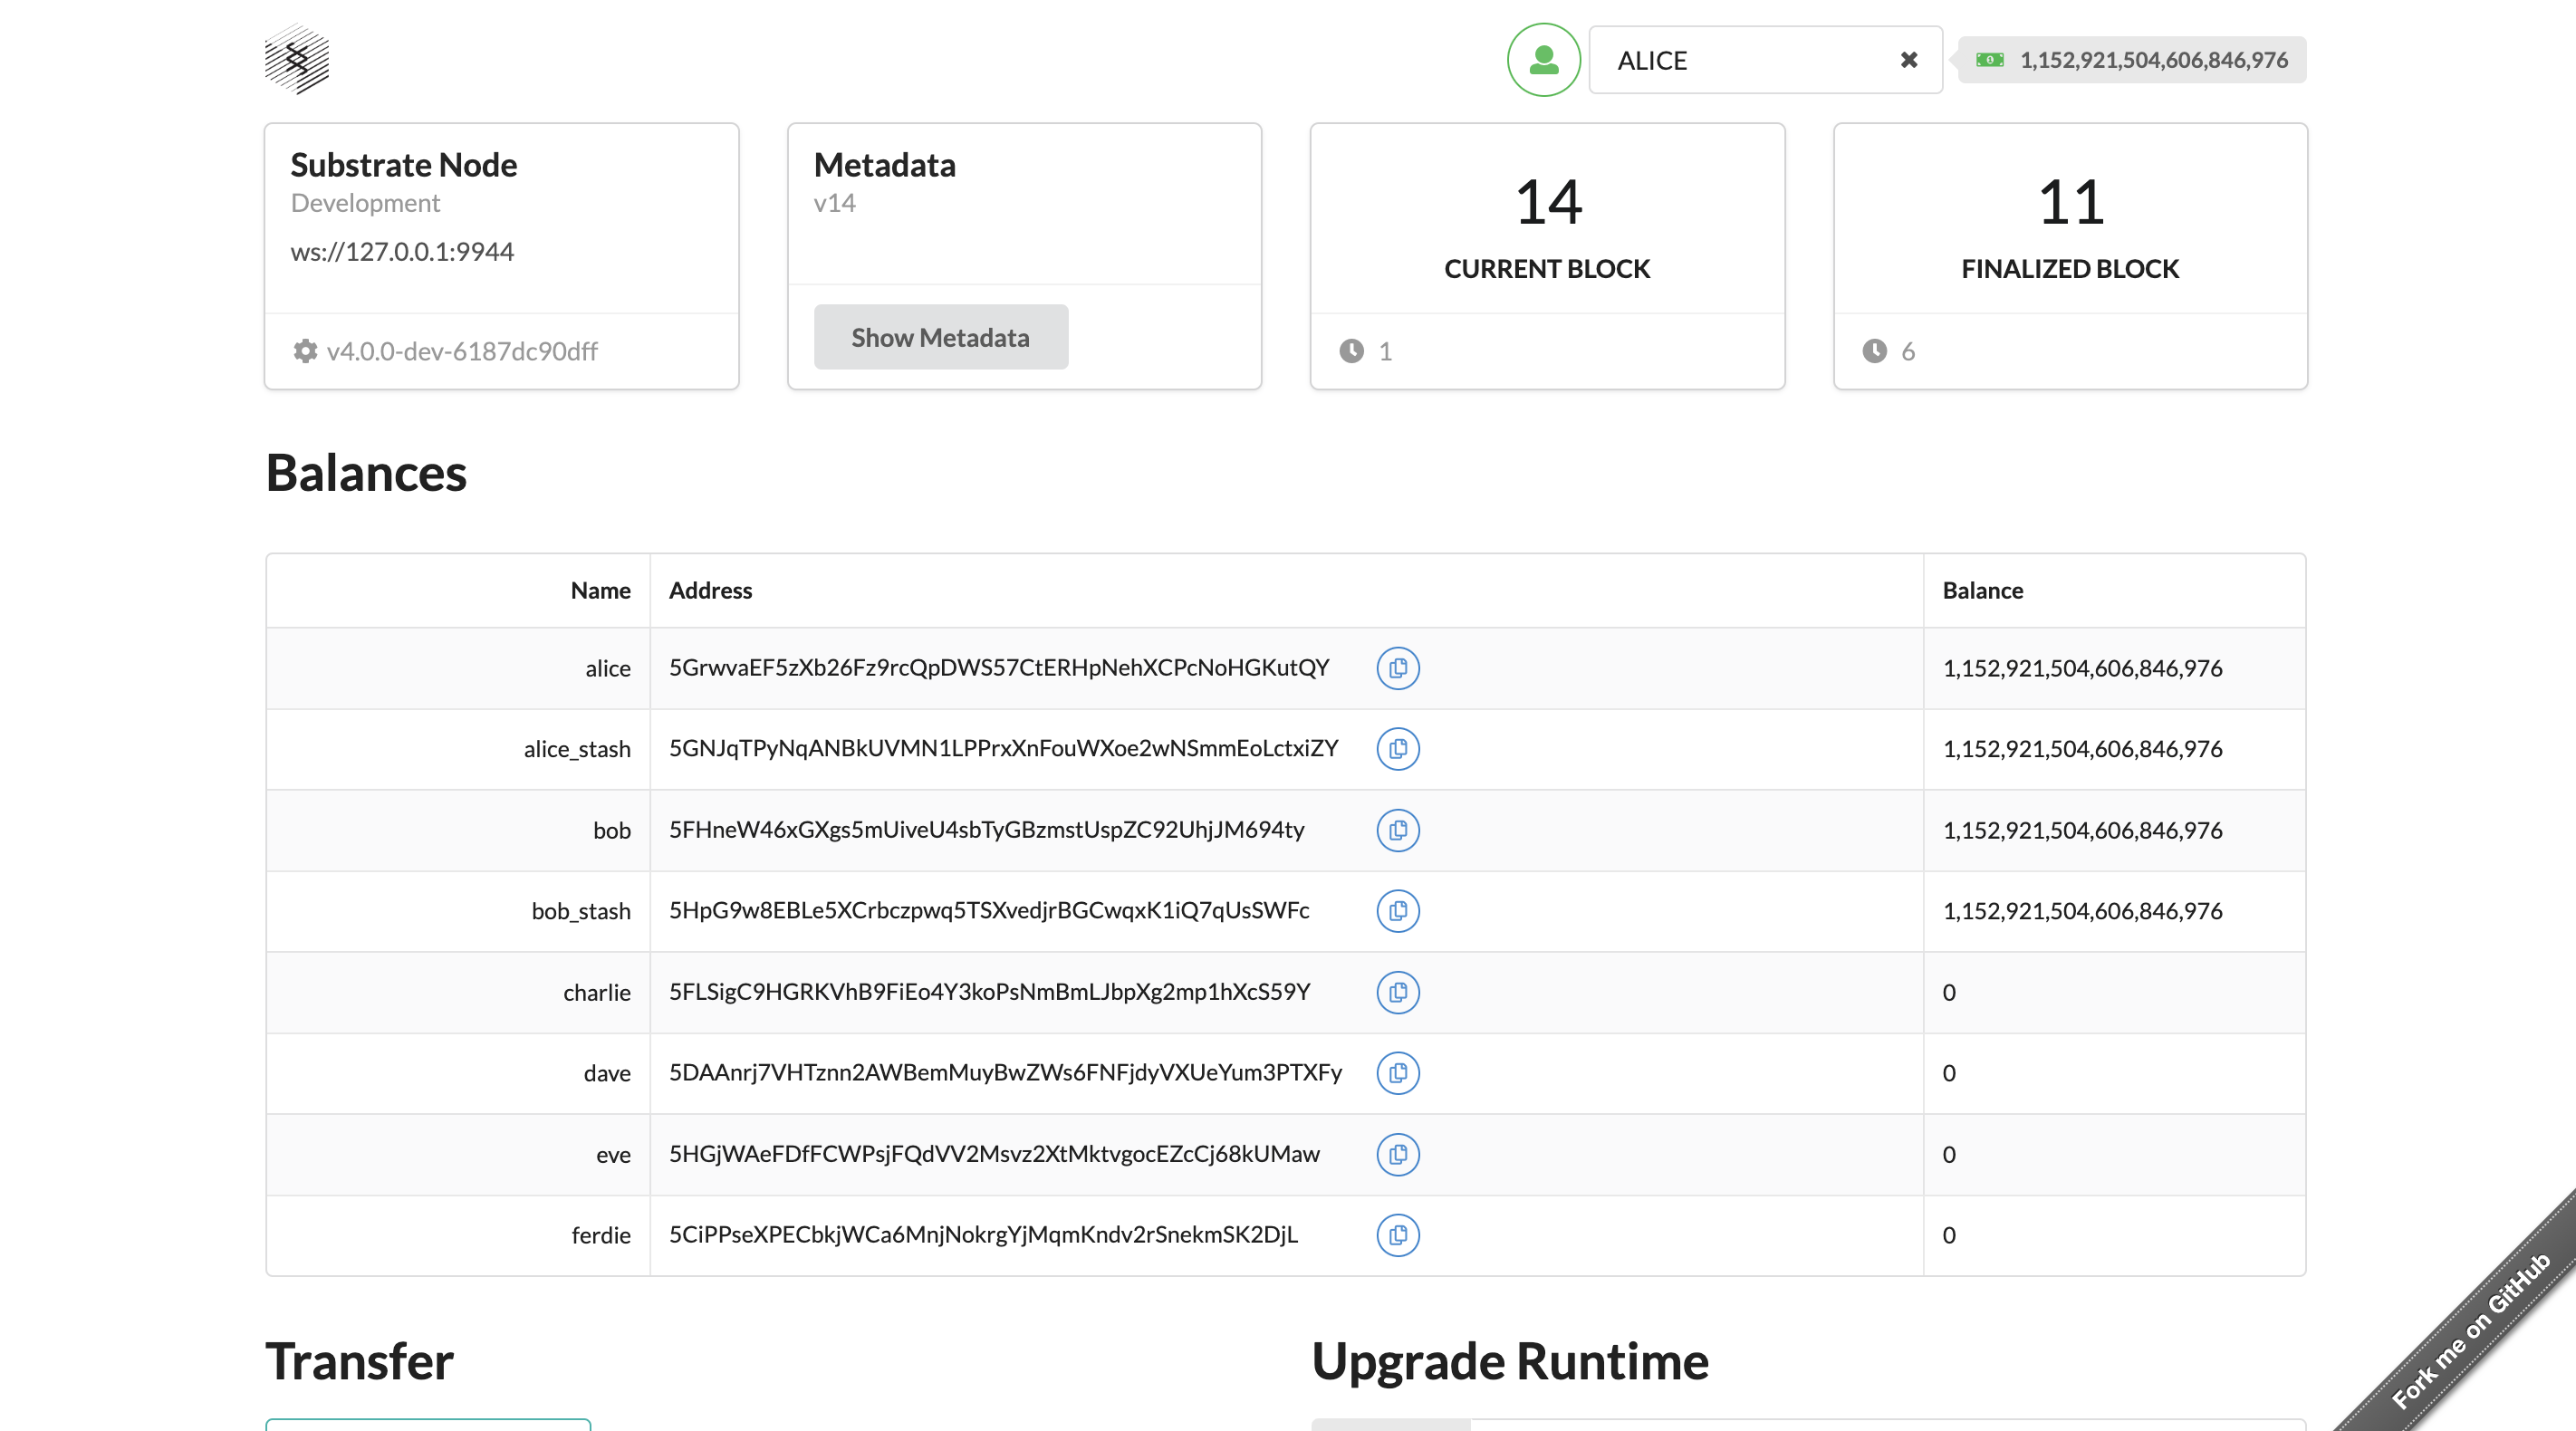 ALICE
1,152,921,504,606,846,976
Substrate Node
Development
ws://127.0.0.1:9944
v4.0.0-dev-6187dc90dff
Metadata
v14
Show Metadata
14
CURRENT BLOCK
1
11
FINALIZED BLOCK
6
Balances
Name Address Balance
alice 5GrwvaEF5zXb26Fz9rcQpDWS57CtERHpNehXCPcNoHGKutQY 1,152,921,504,606,846,976
alice_stash 5GNJqTPyNqANBkUVMN1LPPrxXnFouWXoe2wNSmmEoLctxiZY 1,152,921,504,606,846,976
bob 5FHneW46xGXgs5mUiveU4sbTyGBzmstUspZC92UhjJM694ty 1,152,921,504,606,846,976
bob_stash 5HpG9w8EBLe5XCrbczpwq5TSXvedjrBGCwqxK1iQ7qUsSWFc 1,152,921,504,606,846,976
charlie 5FLSigC9HGRKVhB9FiEo4Y3koPsNmBmLJbpXg2mp1hXcS59Y 0
dave 5DAAnrj7VHTznn2AWBemMuyBwZWs6FNFjdyVXUeYum3PTXFy 0
eve 5HGjWAeFDfFCWPsjFQdVV2Msvz2XtMktvgocEZcCj68kUMaw 0
ferdie 5CiPPseXPECbkjWCa6MnjNokrgYjMqmKndv2rSnekmSK2DjL 0
Transfer
Upgrade Runtime
Fork me on GitHub